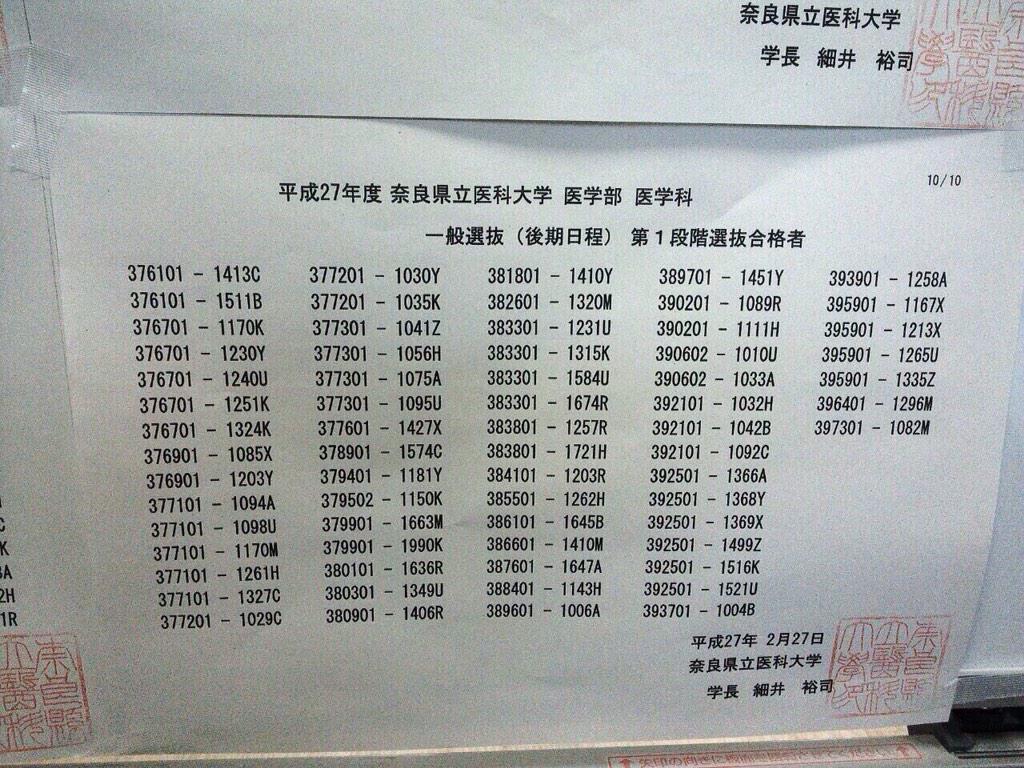 奈良県立医科大学
学長 細井 裕司
10/10
平成27年度 奈良県立医科大学 医学部 医学科
一般選抜（後期日程） 第１段階選抜合格者
376101 - 1413C 377201 - 1030Y 381801 - 1410Y 389701 - 1451Y 393901 - 1258A
376101 - 1511B 377201 - 1035K 382601 - 1320M 390201 - 1089R 395901 - 1167X
376701 - 1170K 377301 - 1041Z 383301 - 1231U 390201 - 1111H 395901 - 1213X
376701 - 1230Y 377301 - 1056H 383301 - 1315K 390602 - 1010U 395901 - 1265U
376701 - 1240U 377301 - 1075A 383301 - 1584U 390602 - 1033A 395901 - 1335Z
376701 - 1251K 377301 - 1095U 383301 - 1674R 392101 - 1032H 396401 - 1296M
376701 - 1324K 377601 - 1427X 383801 - 1257R 392101 - 1042B 397301 - 1082M
376901 - 1085X 378901 - 1574C 383801 - 1721H 392101 - 1092C
376901 - 1203Y 379401 - 1181Y 384101 - 1203R 392501 - 1366A
377101 - 1094A 379502 - 1150K 385501 - 1262H 392501 - 1368Y
377101 - 1098U 379901 - 1663M 386101 - 1645B 392501 - 1369X
377101 - 1170M 379901 - 1990K 386601 - 1410M 392501 - 1499Z
377101 - 1261H 380101 - 1636R 387601 - 1647A 392501 - 1516K
377101 - 1327C 380301 - 1349U 388401 - 1143H 392501 - 1521U
377201 - 1029C 380901 - 1406R 389601 - 1006A 393701 - 1004B
平成27年 2月27日
奈良県立医科大学
学長 細井 裕司